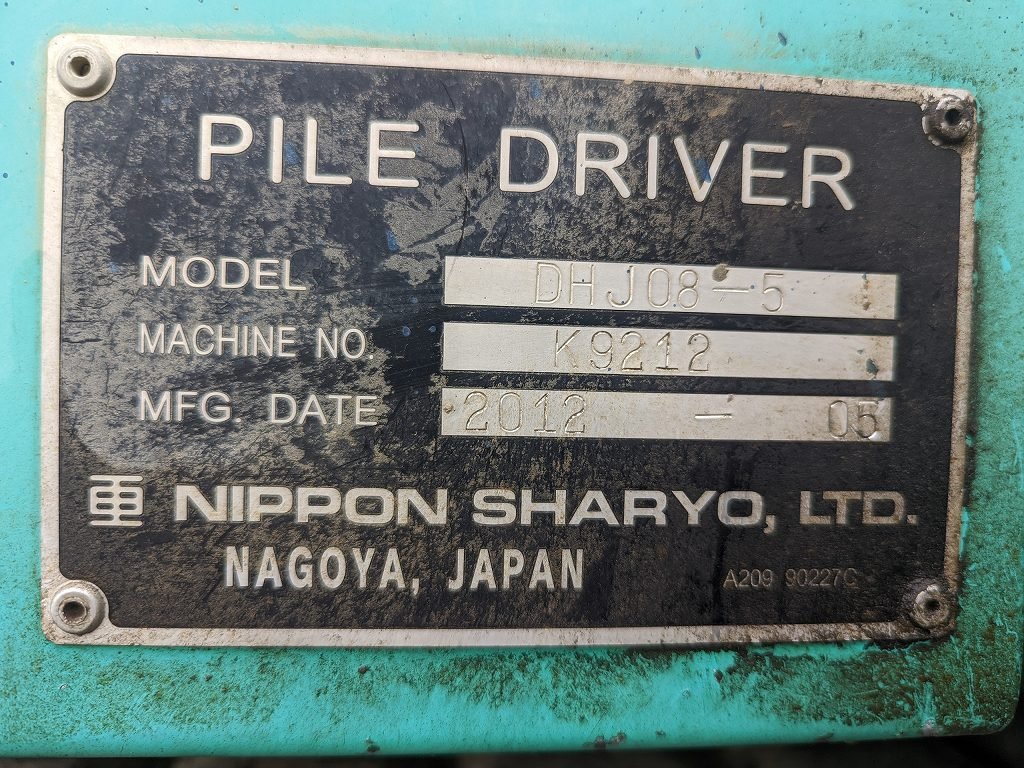 PILE DRIVER
MODEL DHJ08-5
MACHINE NO. K9212
MFG. DATE 2012 - 05
NIPPON SHARYO, LTD.
NAGOYA, JAPAN
A209 90227C